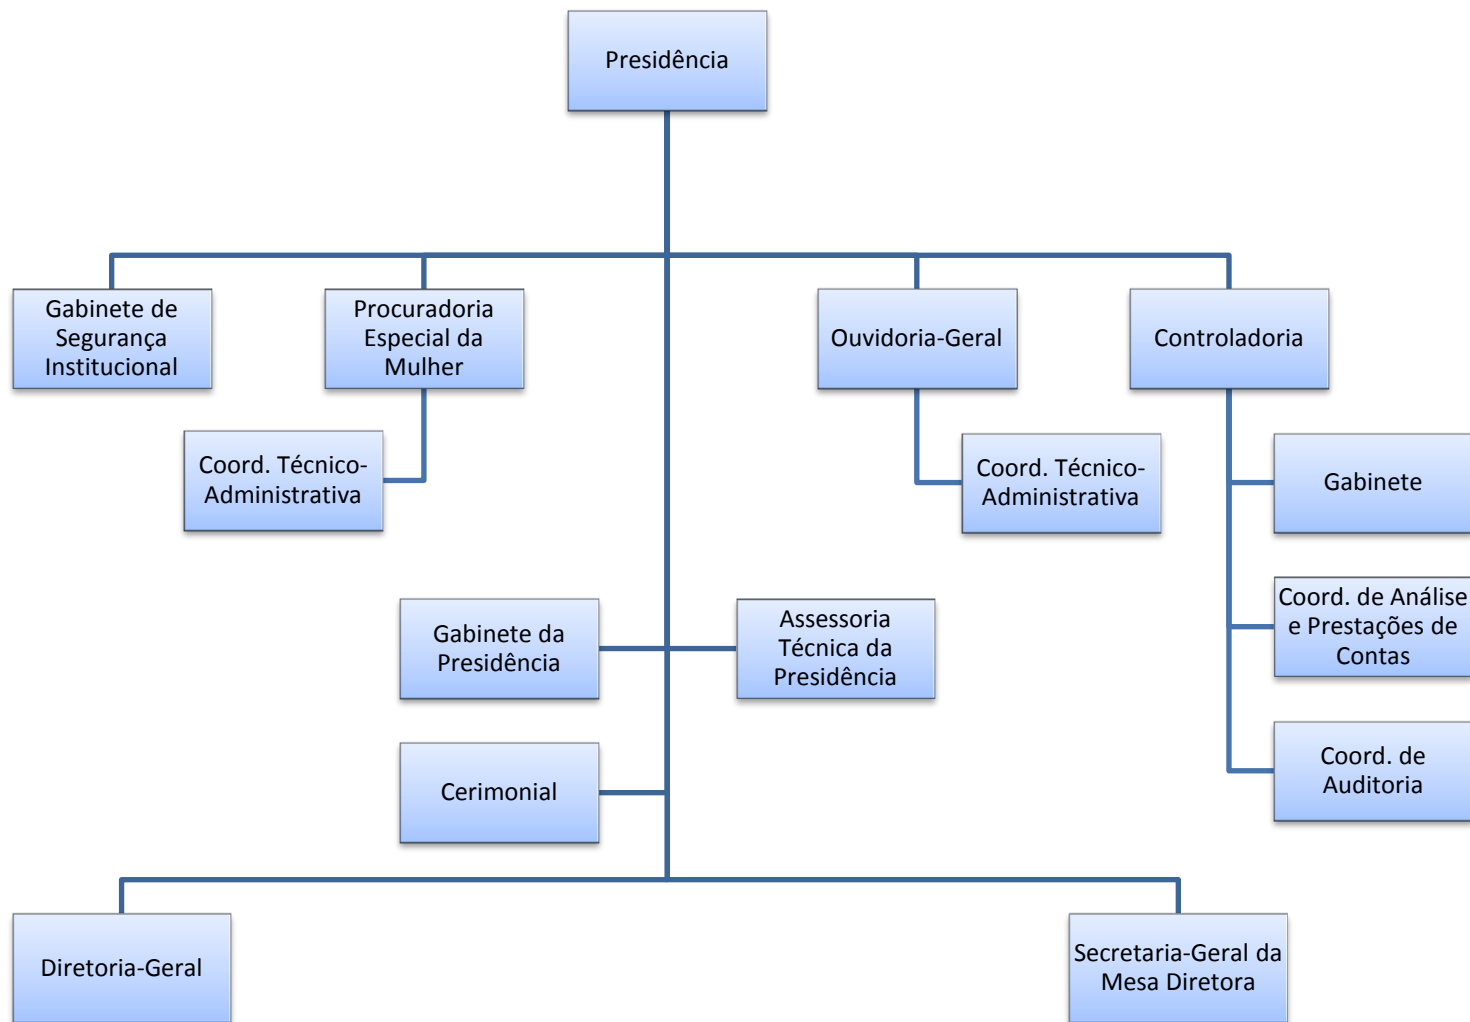 Presidência
Gabinete de
Segurança
Institucional
Procuradoria
Especial da
Mulher
Ouvidoria-Geral
Controladoria
Coord. Técnico-
Administrativa
Coord. Técnico-
Administrativa
Gabinete
Coord. de Análise
e Prestações de
Contas
Gabinete da
Presidência
Assessoria
Técnica da
Presidência
Cerimonial
Coord. de
Auditoria
Diretoria-Geral
Secretaria-Geral da
Mesa Diretora